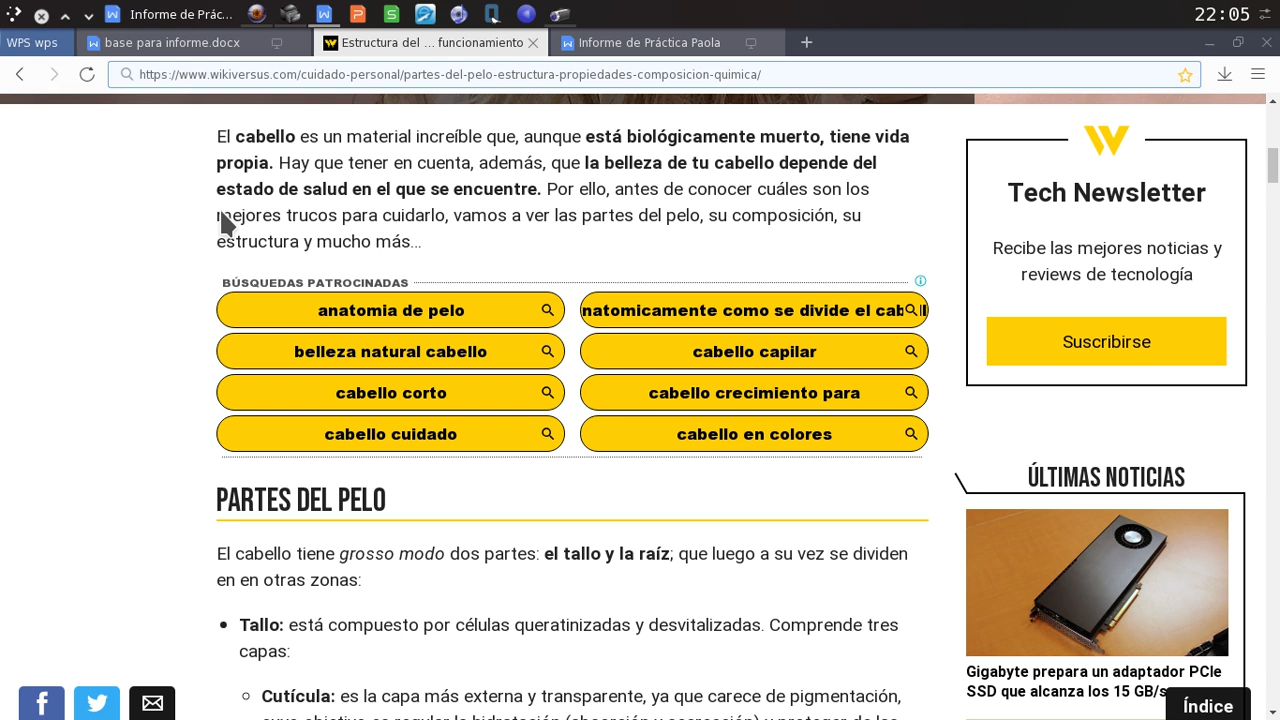 Informe de Prác...
22:05
WPS wps
base para informe.docx
Estructura del ... funcionamiento
Informe de Práctica Paola
https://www.wikiversus.com/cuidado-personal/partes-del-pelo-estructura-propiedades-composicion-quimica/
El cabello es un material increíble que, aunque está biológicamente muerto, tiene vida
propia. Hay que tener en cuenta, además, que la belleza de tu cabello depende del
estado de salud en el que se encuentre. Por ello, antes de conocer cuáles son los
mejores trucos para cuidarlo, vamos a ver las partes del pelo, su composición, su
estructura y mucho más...
BÚSQUEDAS PATROCINADAS
anatomia de pelo
natomicamente como se divide el cab
belleza natural cabello
cabello capilar
cabello corto
cabello crecimiento para
cabello cuidado
cabello en colores
PARTES DEL PELO
El cabello tiene grosso modo dos partes: el tallo y la raíz; que luego a su vez se dividen
en en otras zonas:
Tallo: está compuesto por células queratinizadas y desvitalizadas. Comprende tres
capas:
Cutícula: es la capa más externa y transparente, ya que carece de pigmentación,
Tech Newsletter
Recibe las mejores noticias y
reviews de tecnología
Suscribirse
ÚLTIMAS NOTICIAS
Gigabyte prepara un adaptador PCIe
SSD que alcanza los 15 GB/s
Índice